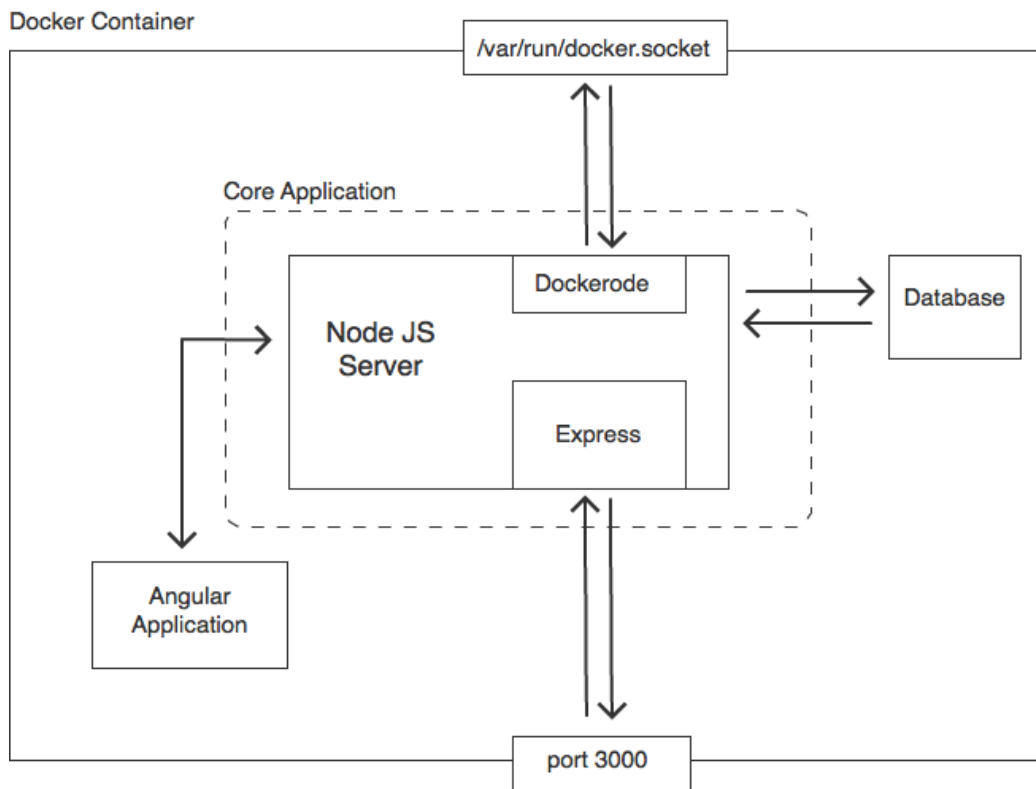 Docker Container
/var/run/docker.socket
Core Application
Dockerode
Database
Node JS
Server
Express
Angular
Application
port 3000